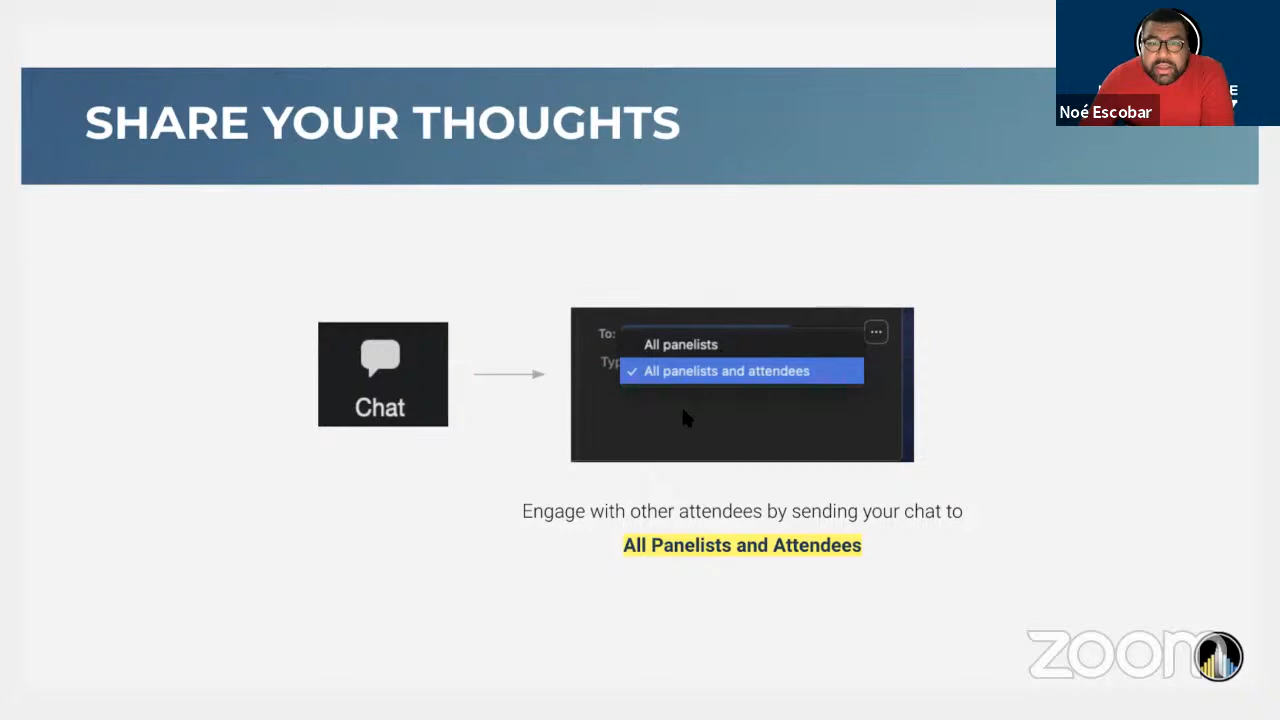 SHARE YOUR THOUGHTS
Noé Escobar
Chat
To:
All panelists
Typ
✓ All panelists and attendees
Engage with other attendees by sending your chat to
All Panelists and Attendees
zoom